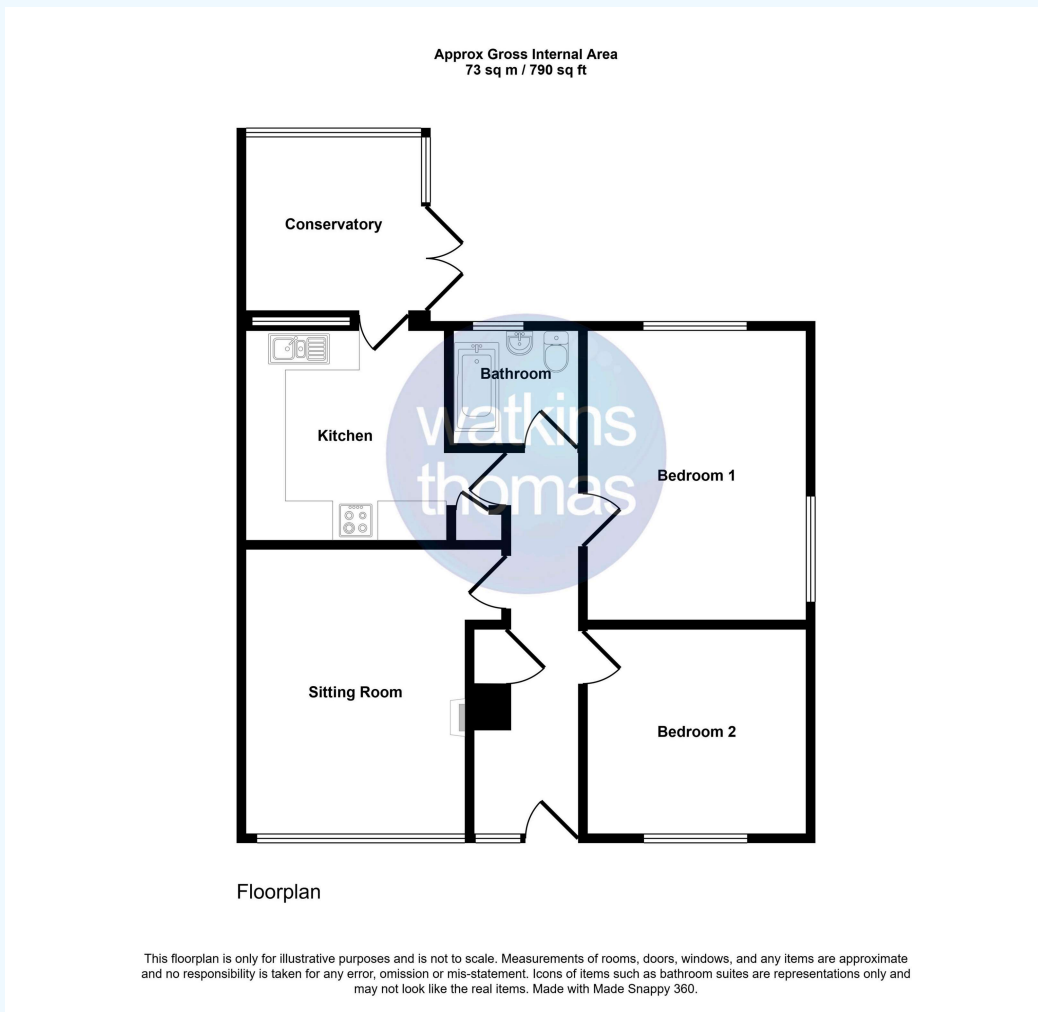 Approx Gross Internal Area
73 sq m / 790 sq ft
Conservatory
Bathroom
Kitchen
watkins
thomas
Bedroom 1
Sitting Room
Bedroom 2
Floorplan
This floorplan is only for illustrative purposes and is not to scale. Measurements of rooms, doors, windows, and any items are approximate
and no responsibility is taken for any error, omission or mis-statement. Icons of items such as bathroom suites are representations only and
may not look like the real items. Made with Made Snappy 360.